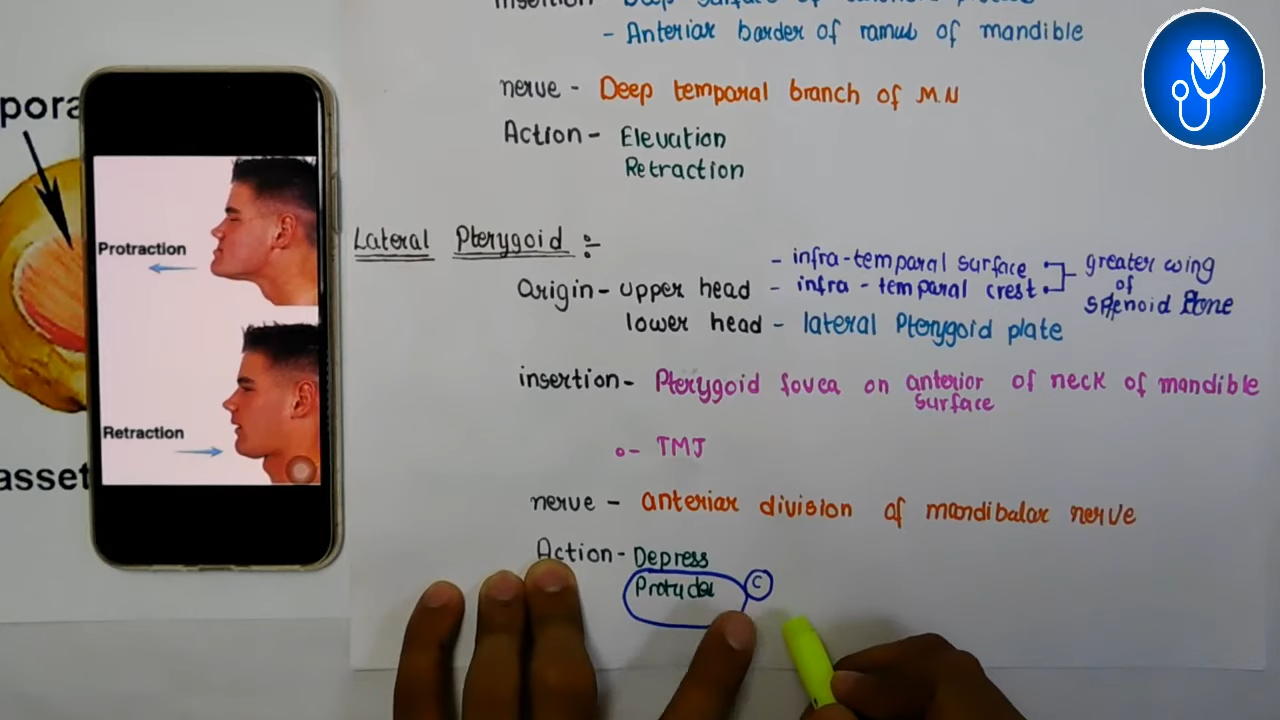 - Anterior border of ramus of mandible
nerve - Deep temporal branch of M.N
Action - Elevation
Retraction
Lateral Pterygoid :-
Origin - upper head - infra-temporal surface
- infra-temporal crest
greater wing
of
Sphenoid Bone
lower head - lateral Pterygoid plate
insertion - Pterygoid fovea on anterior surface of neck of mandible
- TMJ
nerve - anterior division of mandibular nerve
Action - Depress
C
pora
Protraction
Retraction
asset